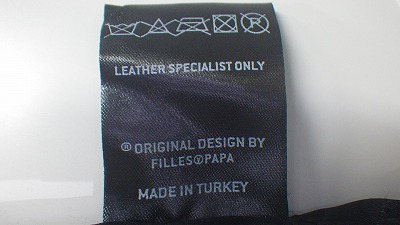 LEATHER SPECIALIST ONLY
® ORIGINAL DESIGN BY
FILLES Ⓨ PAPA
MADE IN TURKEY